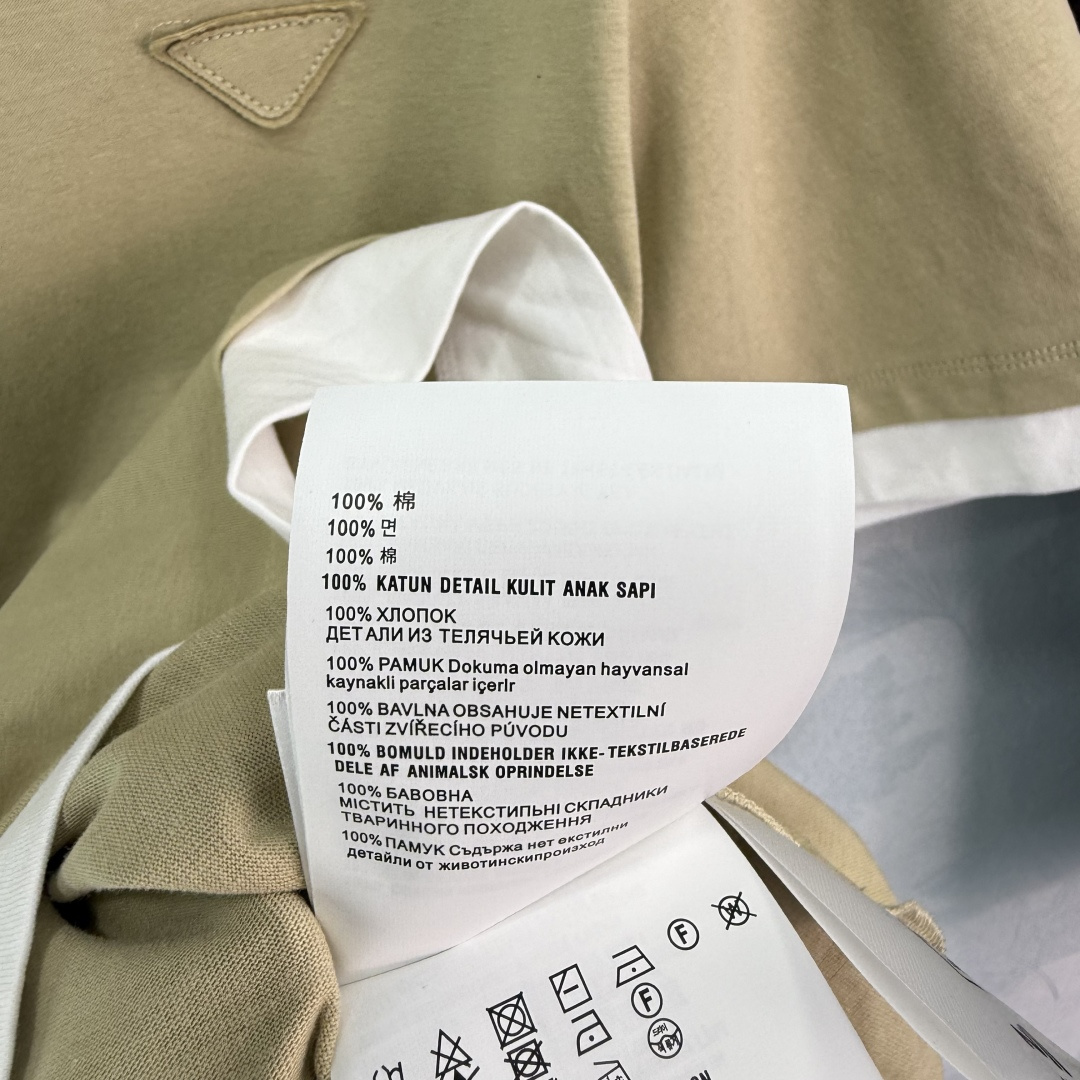 100% 棉
100% 면
100% 棉
100% KATUN DETAIL KULIT ANAK SAPI
100% ХЛОПОК
ДЕТАЛИ ИЗ ТЕЛЯЧЬЕЙ КОЖИ
100% PAMUK Dokuma olmayan hayvansal
kaynakli parçalar içerlr
100% BAVLNA OBSAHUJE NETEXTILNÍ
ČÁSTI ZVÍŘECÍHO PÚVODU
100% BOMULD INDEHOLDER IKKE-TEKSTILBASEREDE
DELE AF ANIMALSK OPRINDELSE
100% БАВОВНА
МІСТИТЬ НЕТЕКСТИПЬНІ СКПАДНИКИ
ТВАРИННОГО ПОХОДЖЕННЯ
100% ПАМУК Съдържа нет екстилни
детайли от животинскипроизход
F
W
F